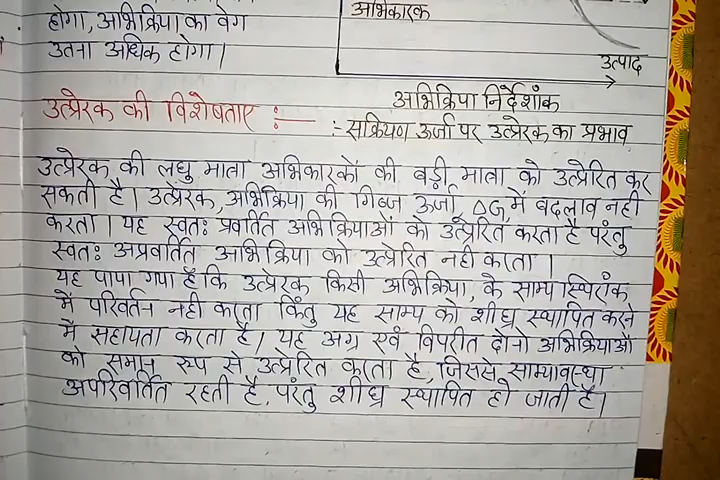 होगा, अभिक्रिया का वेग
उतना अधिक होगा।
अभिकारक
उत्पाद
अभिक्रिया निर्देशांक
:- सक्रियण ऊर्जा पर उत्प्रेरक का प्रभाव
उत्प्रेरक की विशेषताए :—
उत्प्रेरक की लघु मात्रा अभिकारकों की बड़ी मात्रा को उत्प्रेरित कर
सकती है। उत्प्रेरक, अभिक्रिया की गिब्ज ऊर्जा, ΔG, में बदलाव नही
करता। यह स्वतः प्रवर्तित अभिक्रियाओं को उत्प्रेरित करता है परंतु
स्वतः अप्रवर्तित अभिक्रिया को उत्प्रेरित नही करता।
यह पाया गया है कि उत्प्रेरक किसी अभिक्रिया, के साम्य स्थिरांक
में परिवर्तन नही करता किंतु यह साम्य को शीघ्र स्थापित करने
में सहायता करता है। यह अग्र एवं विपरीत दोनो अभिक्रियाओं
को समान रुप से उत्प्रेरित करता है, जिससे साम्यावस्था
अपरिवर्तित रहती है, परंतु शीघ्र स्थापित हो जाती है।